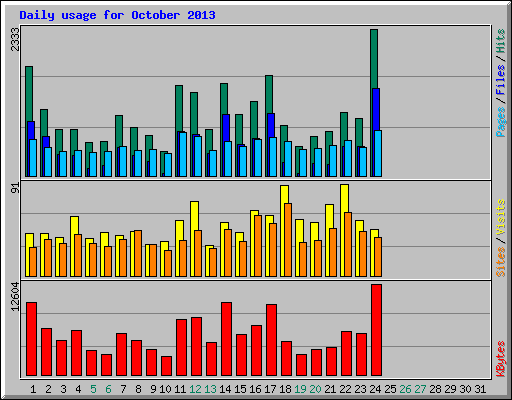 Daily usage for October 2013
2333
Pages / Files / Hits
91
Sites / Visits
12604
KBytes
1 2 3 4 5 6 7 8 9 10 11 12 13 14 15 16 17 18 19 20 21 22 23 24 25 26 27 28 29 30 31